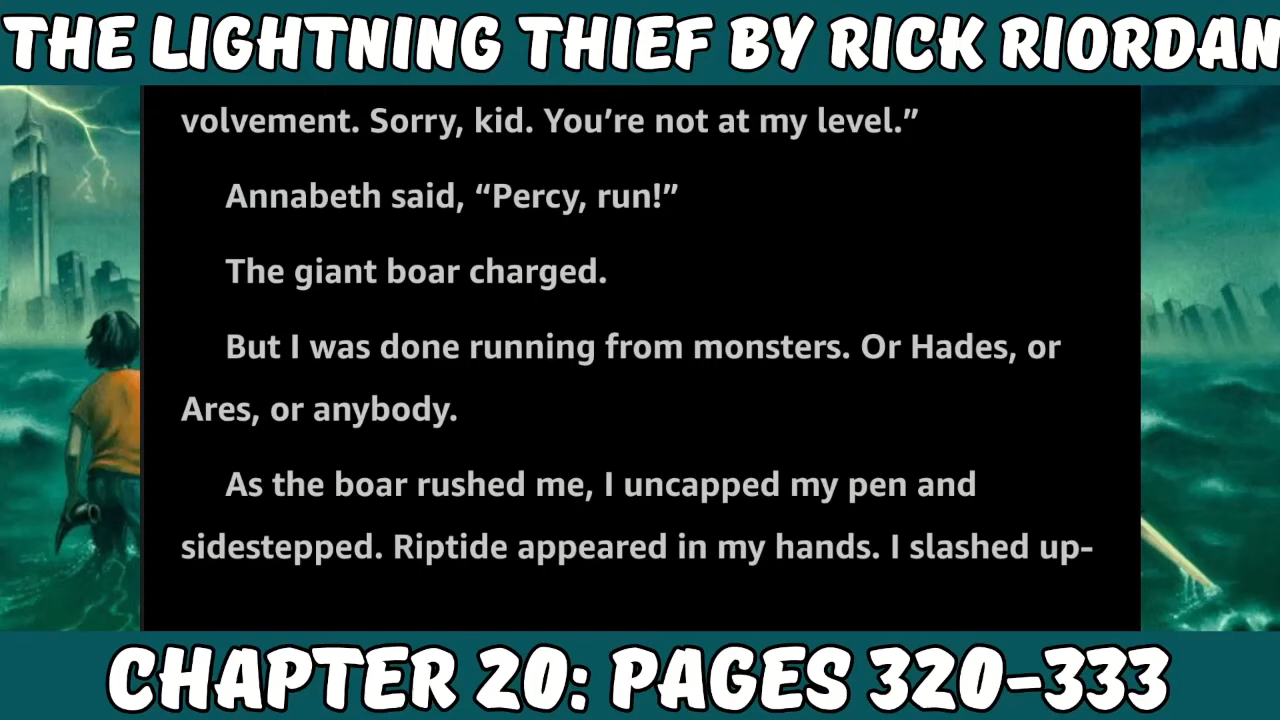 THE LIGHTNING THIEF BY RICK RIORDAN
volvement. Sorry, kid. You’re not at my level.”
Annabeth said, “Percy, run!”
The giant boar charged.
But I was done running from monsters. Or Hades, or
Ares, or anybody.
As the boar rushed me, I uncapped my pen and
sidestepped. Riptide appeared in my hands. I slashed up-
CHAPTER 20: PAGES 320-333